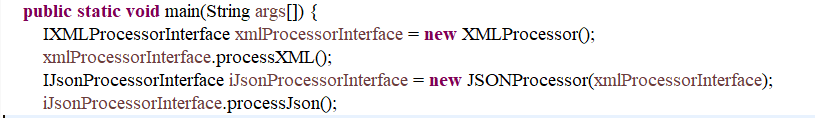 public static void main(String args[]) {
IXMLProcessorInterface xmlProcessorInterface = new XMLProcessor();
xmlProcessorInterface.processXML();
IJsonProcessorInterface iJsonProcessorInterface = new JSONProcessor(xmlProcessorInterface);
iJsonProcessorInterface.processJson();